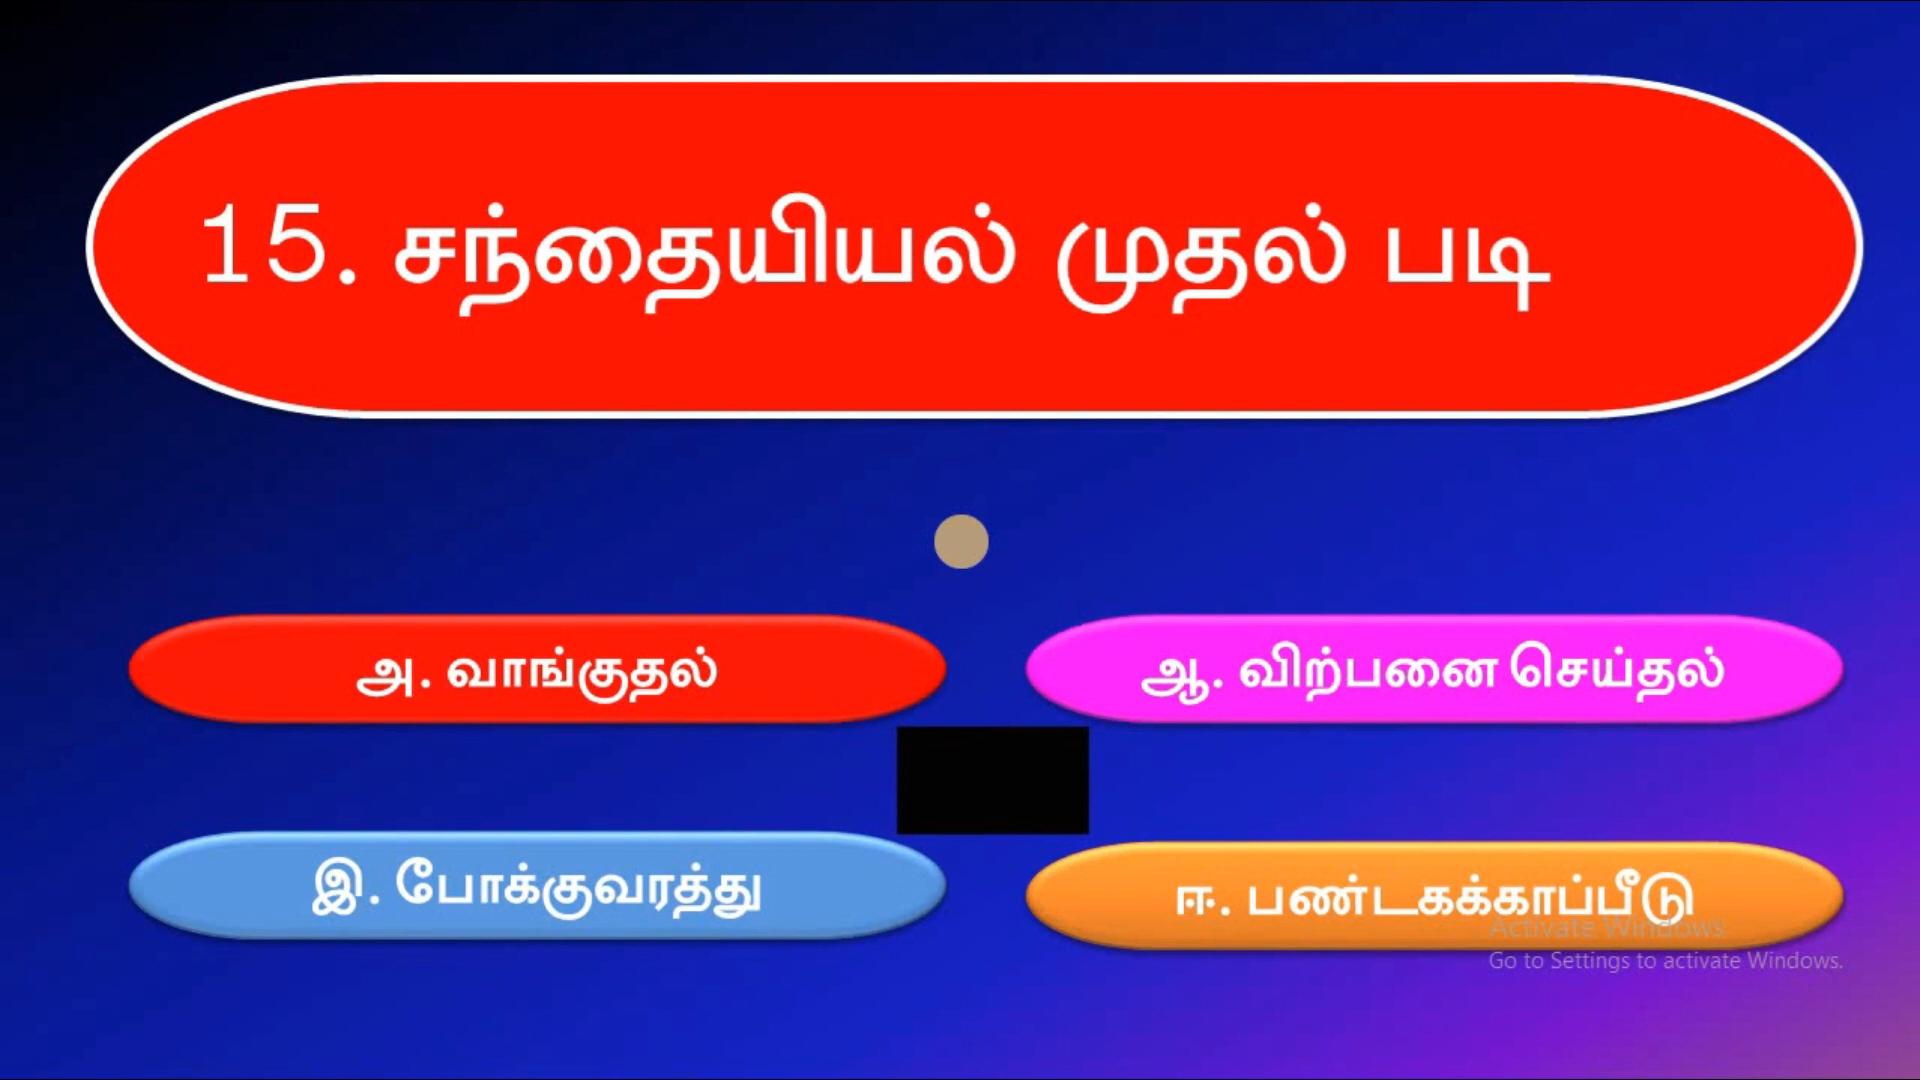 15. சந்தையியல் முதல் படி
அ. வாங்குதல்
ஆ. விற்பனை செய்தல்
இ. போக்குவரத்து
ஈ. பண்டகக்காப்பீடு
Activate Windows
Go to Settings to activate Windows.